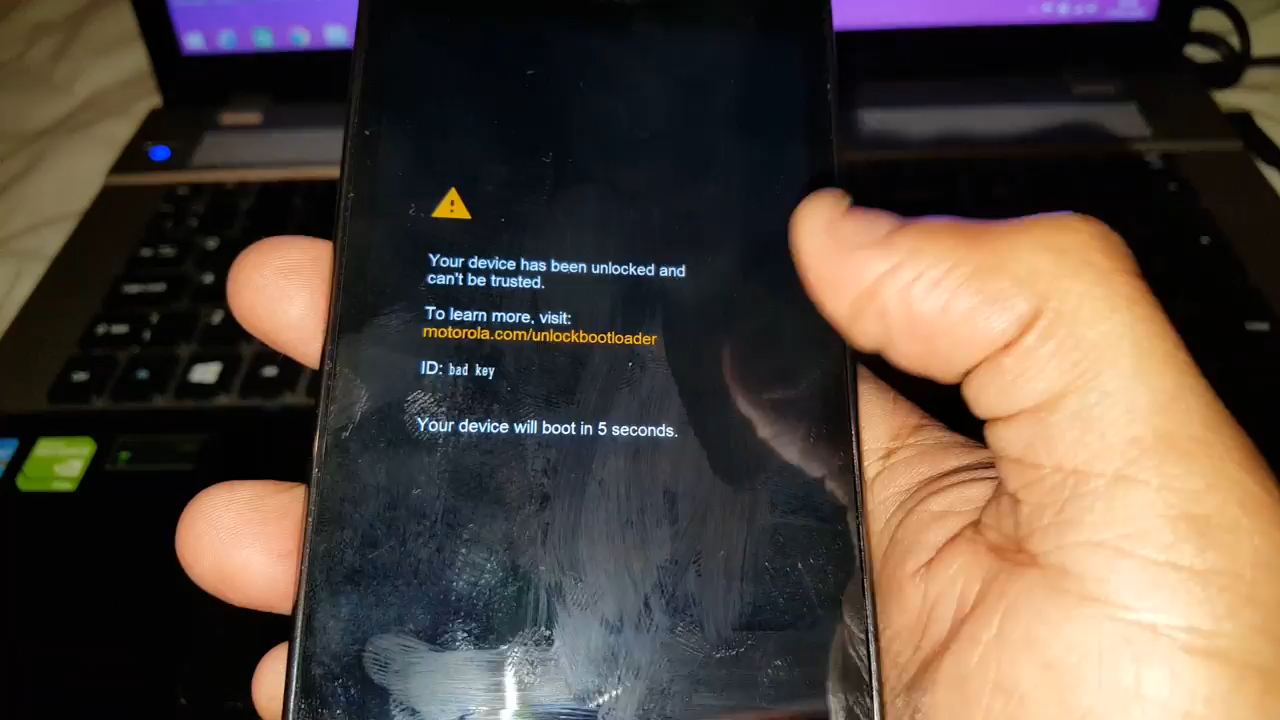 Your device has been unlocked and
can't be trusted.
To learn more, visit:
motorola.com/unlockbootloader
ID: bad key
Your device will boot in 5 seconds.